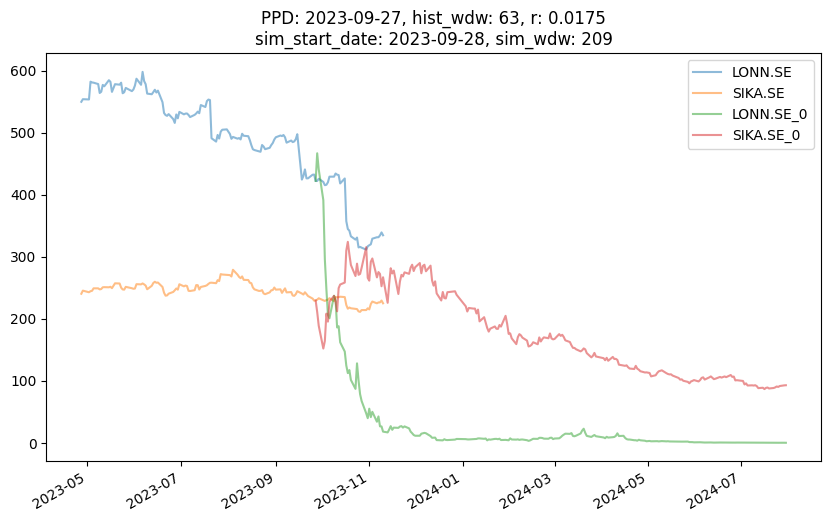 PPD: 2023-09-27, hist_wdw: 63, r: 0.0175
sim_start_date: 2023-09-28, sim_wdw: 209
LONN.SE
SIKA.SE
LONN.SE_0
SIKA.SE_0
600
500
400
300
200
100
0
2023-05
2023-07
2023-09
2023-11
2024-01
2024-03
2024-05
2024-07